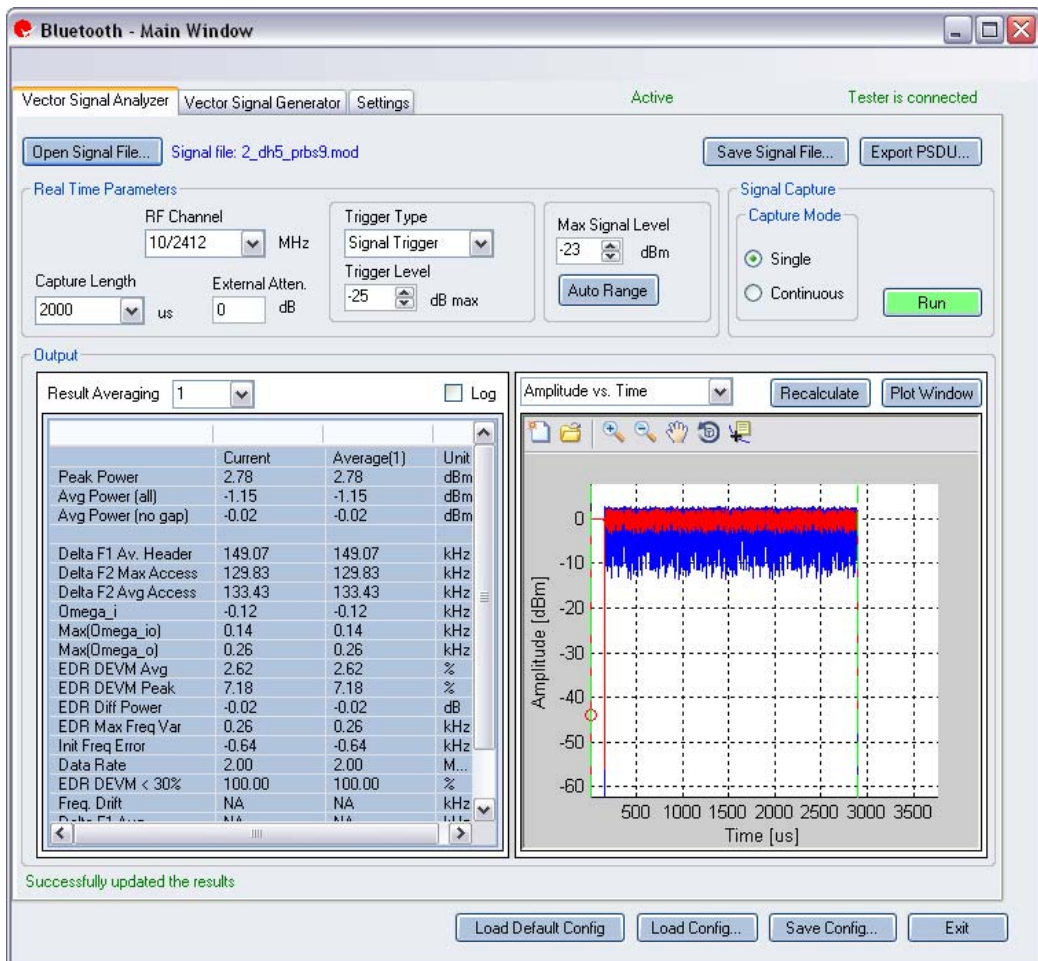 Bluetooth - Main Window
Vector Signal Analyzer Vector Signal Generator Settings Active Tester is connected
Open Signal File... Signal file: 2_dh5_prbs9.mod Save Signal File... Export PSDU...
Real Time Parameters
RF Channel
10/2412 MHz
Capture Length
2000 us
External Atten.
0 dB
Trigger Type
Signal Trigger
Trigger Level
-25 dB max
Max Signal Level
-23 dBm
Auto Range
Signal Capture
Capture Mode
Single
Continuous
Run
Output
Result Averaging 1 Log
Current Average(1) Unit
Peak Power 2.78 2.78 dBm
Avg Power (all) -1.15 -1.15 dBm
Avg Power (no gap) -0.02 -0.02 dBm
Delta F1 Av. Header 149.07 149.07 kHz
Delta F2 Max Access 129.83 129.83 kHz
Delta F2 Avg Access 133.43 133.43 kHz
Omega_i -0.12 -0.12 kHz
Max(Omega_io) 0.14 0.14 kHz
Max(Omega_o) 0.26 0.26 kHz
EDR DEVM Avg 2.62 2.62 %
EDR DEVM Peak 7.18 7.18 %
EDR Diff Power -0.02 -0.02 dB
EDR Max Freq Var 0.26 0.26 kHz
Init Freq Error -0.64 -0.64 kHz
Data Rate 2.00 2.00 M...
EDR DEVM < 30% 100.00 100.00 %
Freq. Drift NA NA kHz
Amplitude vs. Time Recalculate Plot Window
Amplitude [dBm]
0
-10
-20
-30
-40
-50
-60
500 1000 1500 2000 2500 3000 3500
Time [us]
Successfully updated the results
Load Default Config Load Config... Save Config... Exit